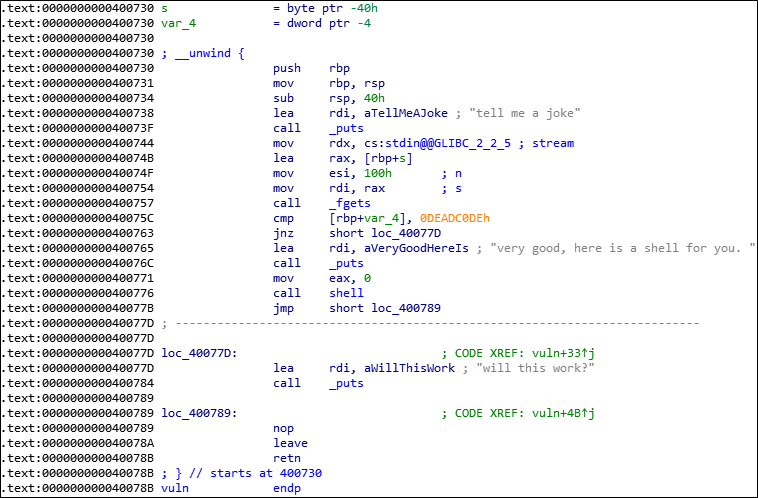 .text:0000000000400730 s = byte ptr -40h
.text:0000000000400730 var_4 = dword ptr -4
.text:0000000000400730
.text:0000000000400730 ; __unwind {
.text:0000000000400730 push rbp
.text:0000000000400731 mov rbp, rsp
.text:0000000000400734 sub rsp, 40h
.text:0000000000400738 lea rdi, aTellMeAJoke ; "tell me a joke"
.text:000000000040073F call _puts
.text:0000000000400744 mov rdx, cs:stdin@@GLIBC_2_2_5 ; stream
.text:000000000040074B lea rax, [rbp+s]
.text:000000000040074F mov esi, 100h ; n
.text:0000000000400754 mov rdi, rax ; s
.text:0000000000400757 call _fgets
.text:000000000040075C cmp [rbp+var_4], 0DEADC0DEh
.text:0000000000400763 jnz short loc_40077D
.text:0000000000400765 lea rdi, aVeryGoodHereIs ; "very good, here is a shell for you. "
.text:000000000040076C call _puts
.text:0000000000400771 mov eax, 0
.text:0000000000400776 call shell
.text:000000000040077B jmp short loc_400789
.text:000000000040077D ; ---------------------------------------------------------------------------
.text:000000000040077D
.text:000000000040077D loc_40077D: ; CODE XREF: vuln+33↑j
.text:000000000040077D lea rdi, aWillThisWork ; "will this work?"
.text:0000000000400784 call _puts
.text:0000000000400789
.text:0000000000400789 loc_400789: ; CODE XREF: vuln+4B↑j
.text:0000000000400789 nop
.text:000000000040078A leave
.text:000000000040078B retn
.text:000000000040078B ; } // starts at 400730
.text:000000000040078B vuln endp